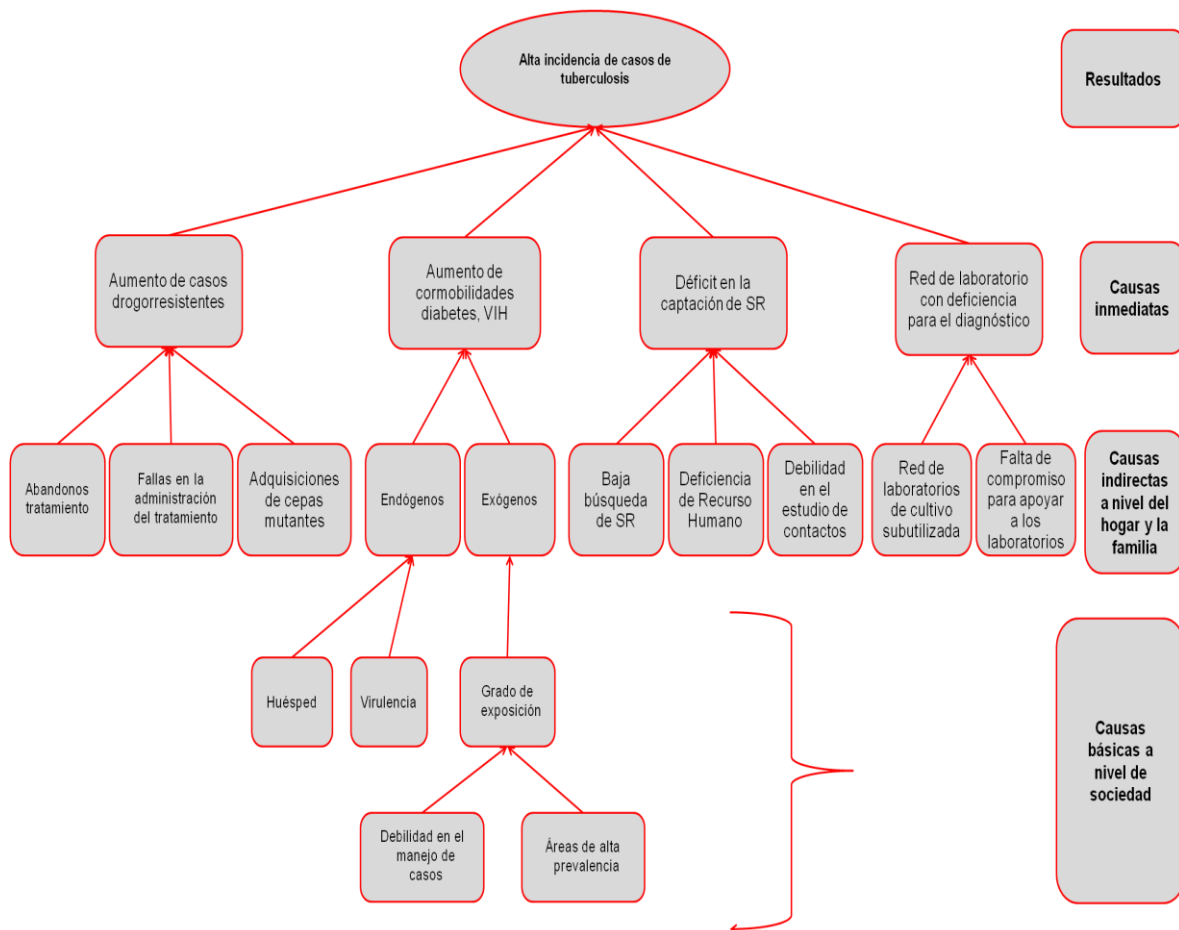 Alta incidencia de casos de
tuberculosis
Resultados
Aumento de casos
drogorresistentes
Aumento de
cormobilidades
diabetes, VIH
Déficit en la
captación de SR
Red de laboratorio
con deficiencia
para el diagnóstico
Causas
inmediatas
Abandonos
tratamiento
Fallas en la
administración
del tratamiento
Adquisiciones
de cepas
mutantes
Endógenos
Exógenos
Baja
búsqueda
de SR
Deficiencia
de Recurso
Humano
Debilidad
en el
estudio de
contactos
Red de
laboratorios
de cultivo
subutilizada
Falta de
compromiso
para apoyar
a los
laboratorios
Causas
indirectas
a nivel del
hogar y la
familia
Huésped
Virulencia
Grado de
exposición
Debilidad en el
manejo de
casos
Áreas de alta
prevalencia
Causas
básicas a
nivel de
sociedad